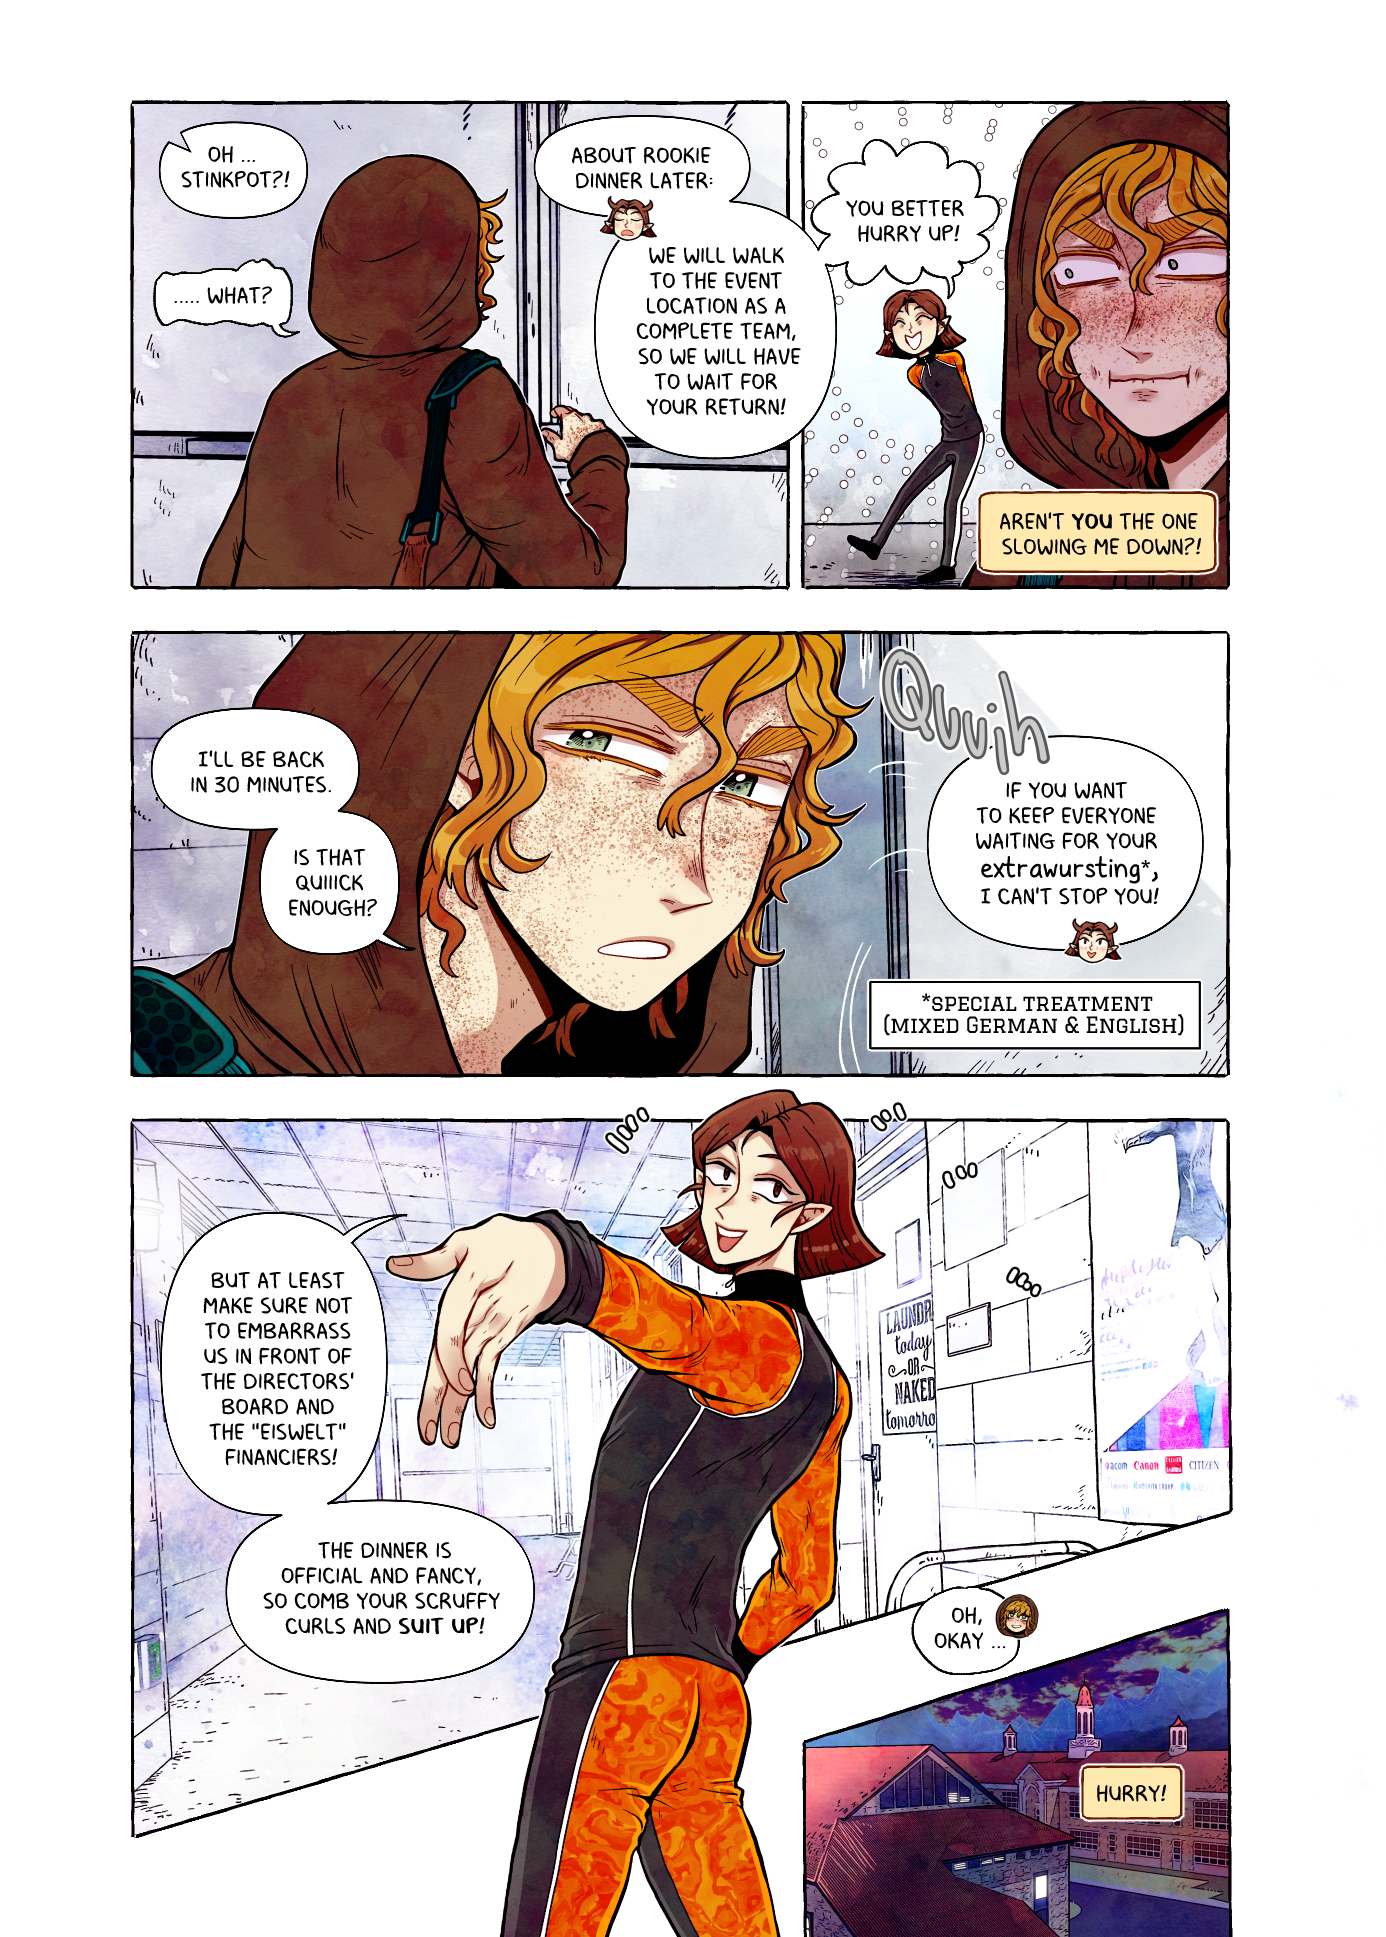 OH ...
STINKPOT?!
..... WHAT?
ABOUT ROOKIE
DINNER LATER:
WE WILL WALK
TO THE EVENT
LOCATION AS A
COMPLETE TEAM,
SO WE WILL HAVE
TO WAIT FOR
YOUR RETURN!
YOU BETTER
HURRY UP!
AREN'T YOU THE ONE
SLOWING ME DOWN?!
I'LL BE BACK
IN 30 MINUTES.
IS THAT
QUIIICK
ENOUGH?
Quuih
IF YOU WANT
TO KEEP EVERYONE
WAITING FOR YOUR
extrawursting*,
I CAN'T STOP YOU!
*SPECIAL TREATMENT
(MIXED GERMAN & ENGLISH)
BUT AT LEAST
MAKE SURE NOT
TO EMBARRASS
US IN FRONT OF
THE DIRECTORS'
BOARD AND
THE "EISWELT"
FINANCIERS!
THE DINNER IS
OFFICIAL AND FANCY,
SO COMB YOUR SCRUFFY
CURLS AND SUIT UP!
LAUNDR
today
OR
NAKED
tomorro
acom Canon CITIZEN
OH,
OKAY ...
HURRY!